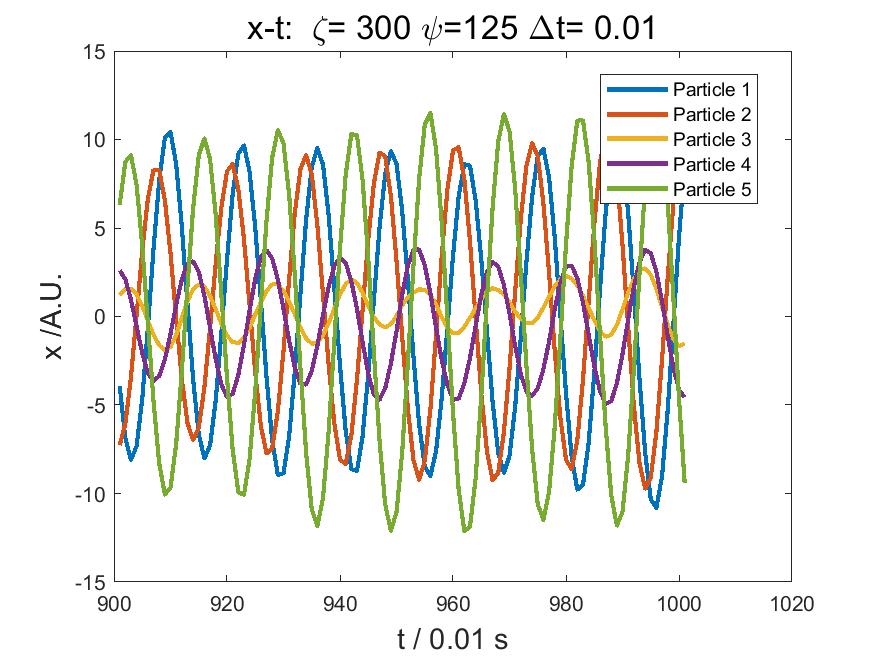 x-t: ζ= 300 ψ=125 Δt= 0.01
15
10
5
0
-5
-10
-15
x /A.U.
Particle 1
Particle 2
Particle 3
Particle 4
Particle 5
900 920 940 960 980 1000 1020
t / 0.01 s